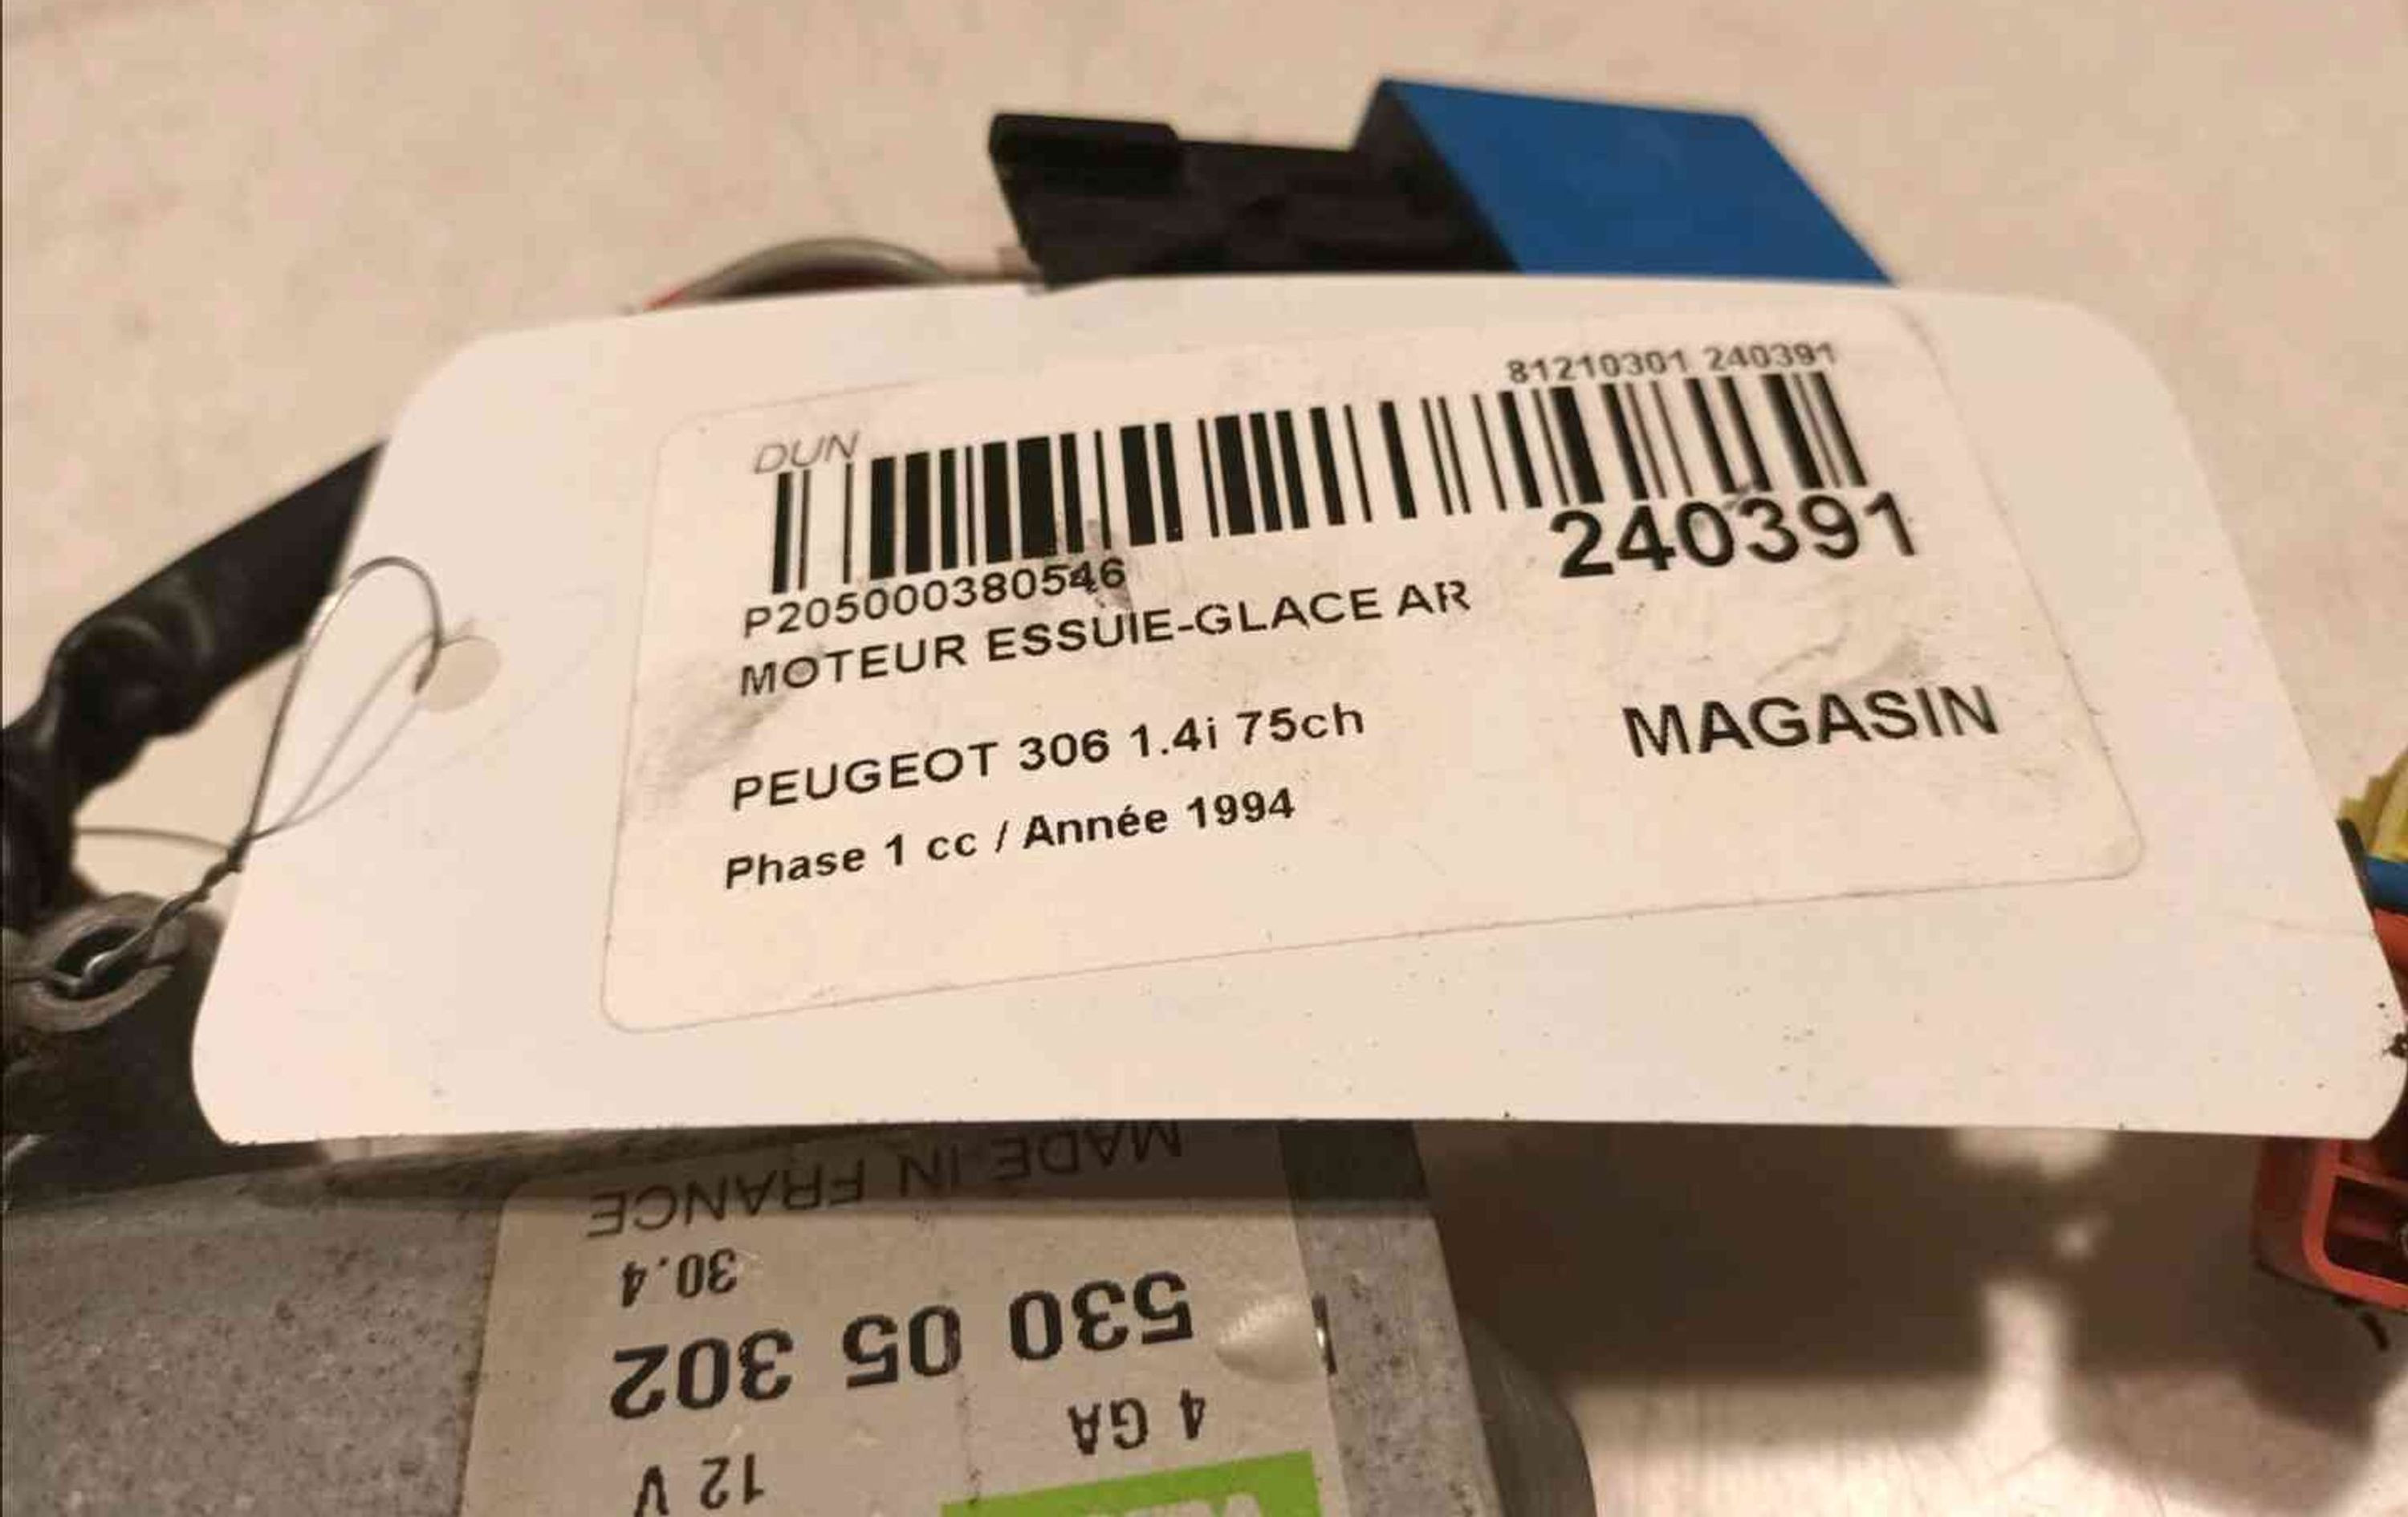 81210301 240391
DUN
P205000380546
240391
MOTEUR ESSUIE-GLACE AR
PEUGEOT 306 1.4i 75ch
MAGASIN
Phase 1 cc / Année 1994
12 V
4 GA
530 05 302
30.4
MADE IN FRANCE